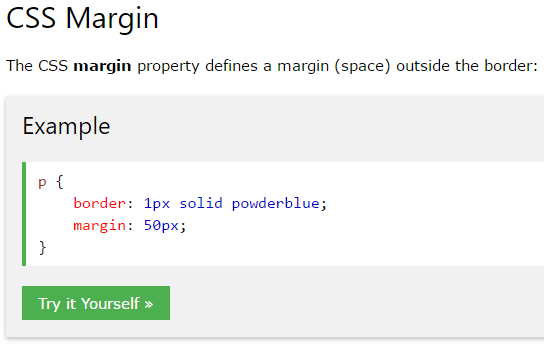 CSS Margin
The CSS margin property defines a margin (space) outside the border:
Example
p {
    border: 1px solid powderblue;
    margin: 50px;
}
Try it Yourself »